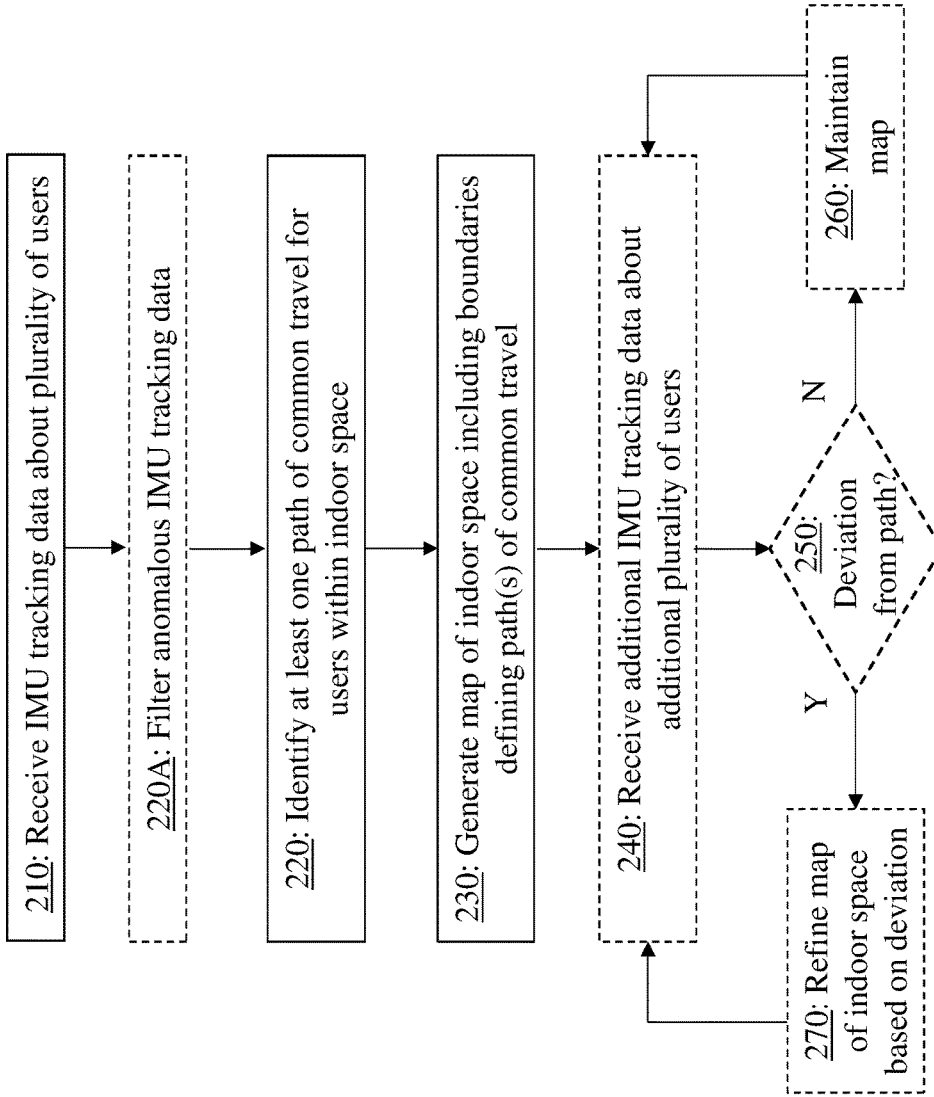 210: Receive IMU tracking data about plurality of users
220A: Filter anomalous IMU tracking data
220: Identify at least one path of common travel for
users within indoor space
230: Generate map of indoor space including boundaries
defining path(s) of common travel
240: Receive additional IMU tracking data about
additional plurality of users
250:
Deviation
from path?
Y
N
270: Refine map
of indoor space
based on deviation
260: Maintain
map